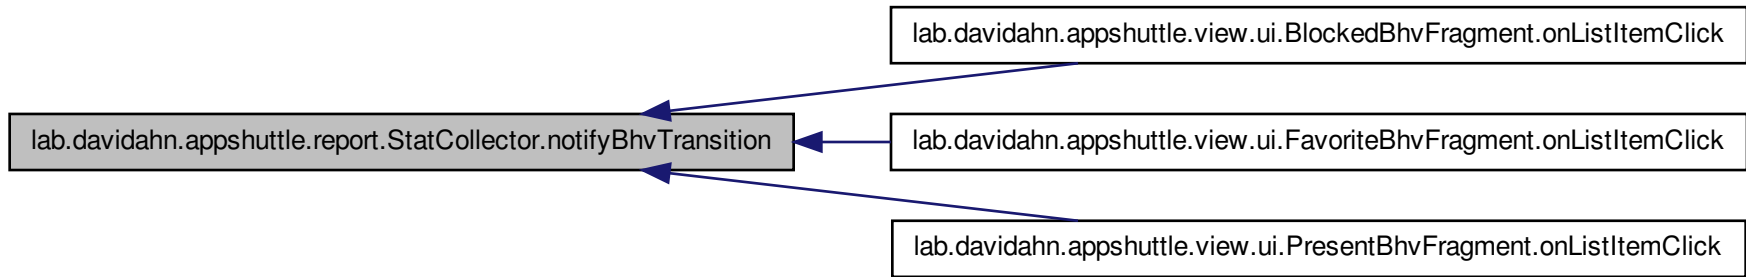 lab.davidahn.appshuttle.view.ui.BlockedBhvFragment.onListItemClick
lab.davidahn.appshuttle.report.StatCollector.notifyBhvTransition
lab.davidahn.appshuttle.view.ui.FavoriteBhvFragment.onListItemClick
lab.davidahn.appshuttle.view.ui.PresentBhvFragment.onListItemClick